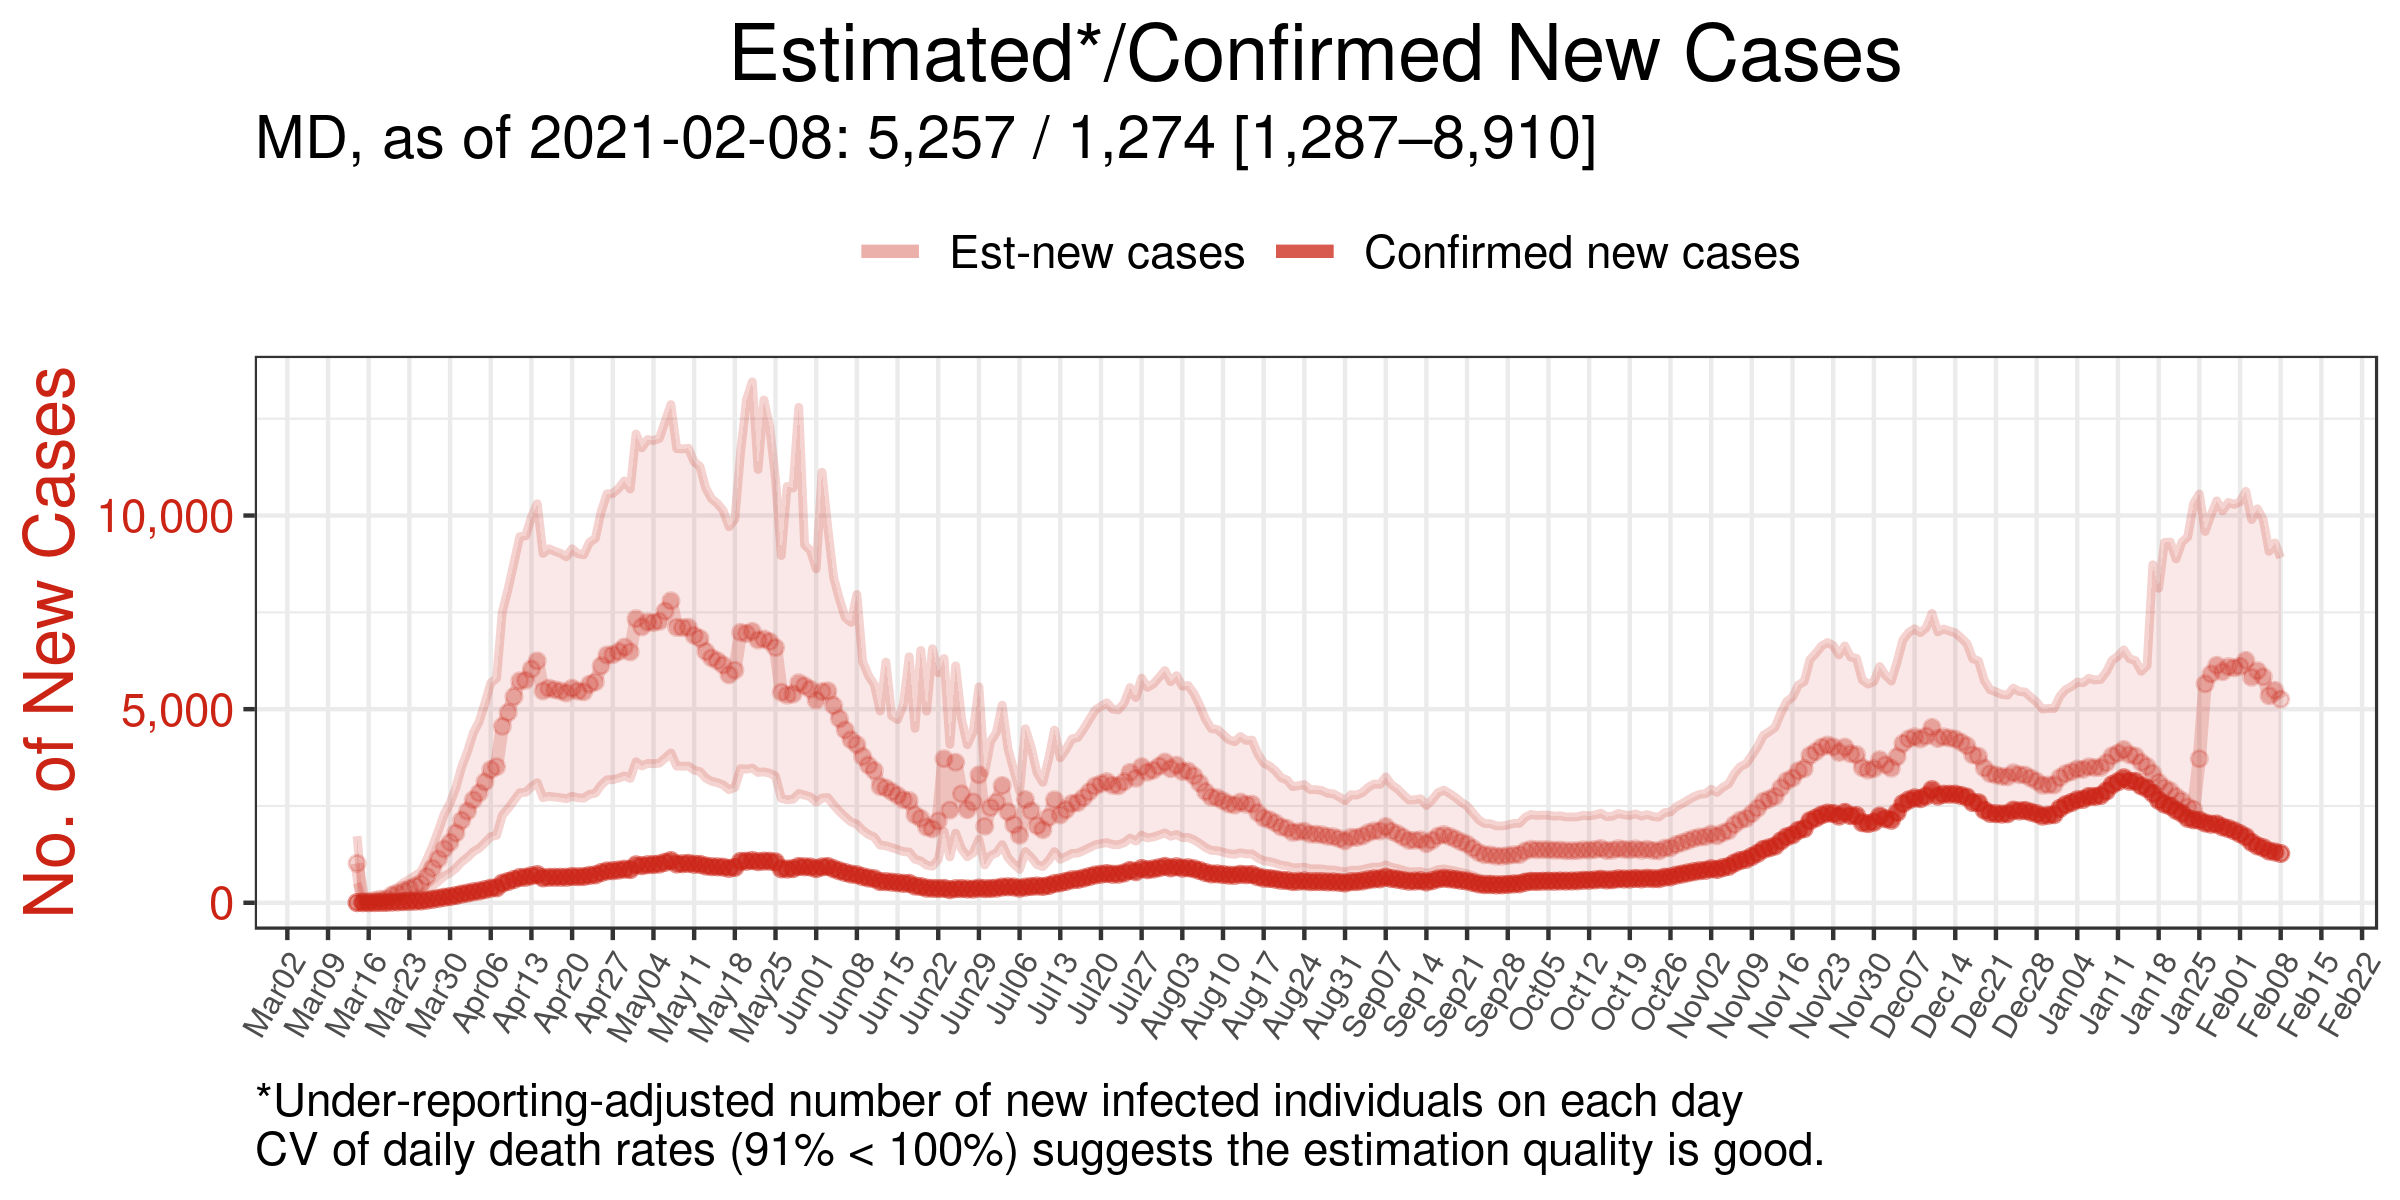 Estimated*/Confirmed New Cases
MD, as of 2021-02-08: 5,257 / 1,274 [1,287–8,910]
Est-new cases Confirmed new cases
No. of New Cases
10,000
5,000
0
Mar02 Mar09 Mar16 Mar23 Mar30 Apr06 Apr13 Apr20 Apr27 May04 May11 May18 May25 Jun01 Jun08 Jun15 Jun22 Jun29 Jul06 Jul13 Jul20 Jul27 Aug03 Aug10 Aug17 Aug24 Aug31 Sep07 Sep14 Sep21 Sep28 Oct05 Oct12 Oct19 Oct26 Nov02 Nov09 Nov16 Nov23 Nov30 Dec07 Dec14 Dec21 Dec28 Jan04 Jan11 Jan18 Jan25 Feb01 Feb08 Feb15 Feb22
*Under-reporting-adjusted number of new infected individuals on each day
CV of daily death rates (91% < 100%) suggests the estimation quality is good.